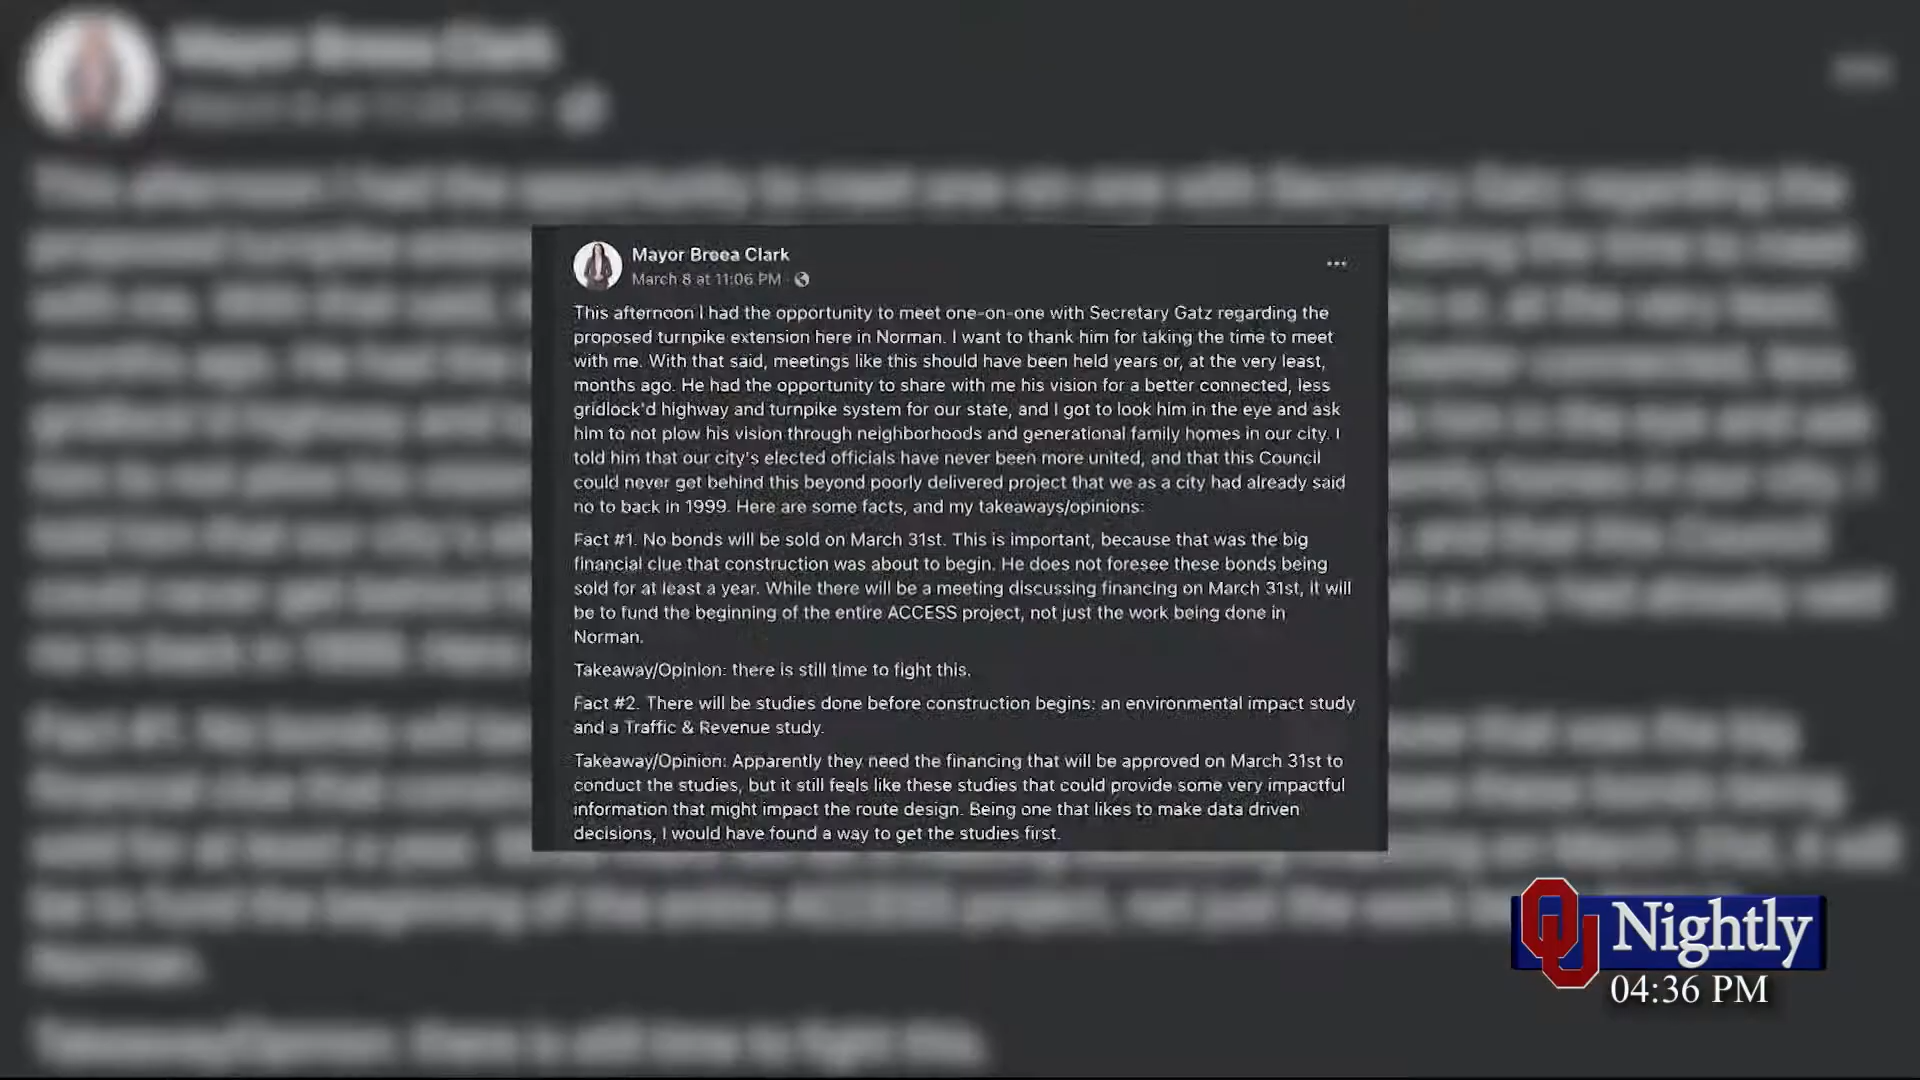 Mayor Breea Clark
March 8 at 11:06 PM ·
This afternoon I had the opportunity to meet one-on-one with Secretary Gatz regarding the
proposed turnpike extension here in Norman. I want to thank him for taking the time to meet
with me. With that said, meetings like this should have been held years or, at the very least,
months ago. He had the opportunity to share with me his vision for a better connected, less
gridlock'd highway and turnpike system for our state, and I got to look him in the eye and ask
him to not plow his vision through neighborhoods and generational family homes in our city. I
told him that our city's elected officials have never been more united, and that this Council
could never get behind this beyond poorly delivered project that we as a city had already said
no to back in 1999. Here are some facts, and my takeaways/opinions:
Fact #1. No bonds will be sold on March 31st. This is important, because that was the big
financial clue that construction was about to begin. He does not foresee these bonds being
sold for at least a year. While there will be a meeting discussing financing on March 31st, it will
be to fund the beginning of the entire ACCESS project, not just the work being done in
Norman.
Takeaway/Opinion: there is still time to fight this.
Fact #2. There will be studies done before construction begins: an environmental impact study
and a Traffic & Revenue study.
Takeaway/Opinion: Apparently they need the financing that will be approved on March 31st to
conduct the studies, but it still feels like these studies that could provide some very impactful
information that might impact the route design. Being one that likes to make data driven
decisions, I would have found a way to get the studies first.
OU Nightly
04:36 PM